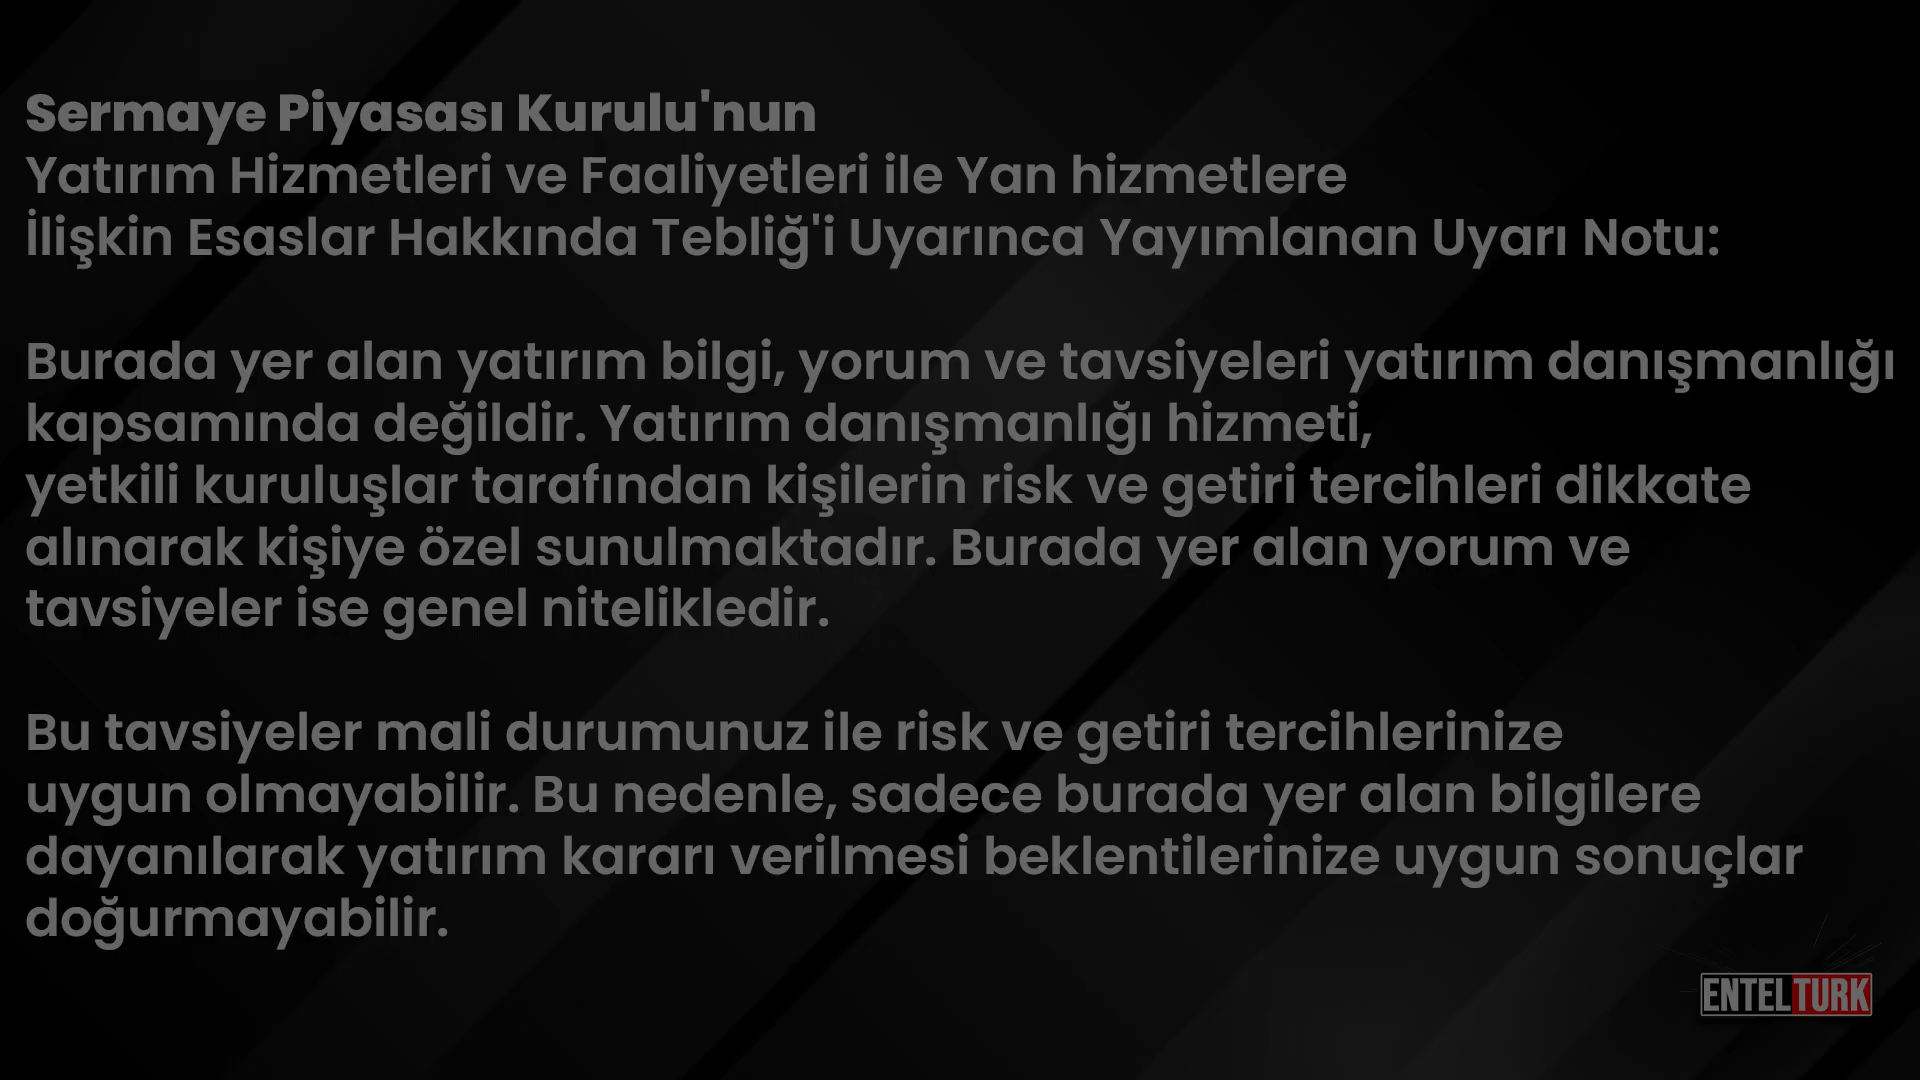 Sermaye Piyasası Kurulu'nun
Yatırım Hizmetleri ve Faaliyetleri ile Yan hizmetlere
İlişkin Esaslar Hakkında Tebliğ'i Uyarınca Yayımlanan Uyarı Notu:
Burada yer alan yatırım bilgi, yorum ve tavsiyeleri yatırım danışmanlığı
kapsamında değildir. Yatırım danışmanlığı hizmeti,
yetkili kuruluşlar tarafından kişilerin risk ve getiri tercihleri dikkate
alınarak kişiye özel sunulmaktadır. Burada yer alan yorum ve
tavsiyeler ise genel nitelikledir.
Bu tavsiyeler mali durumunuz ile risk ve getiri tercihlerinize
uygun olmayabilir. Bu nedenle, sadece burada yer alan bilgilere
dayanılarak yatırım kararı verilmesi beklentilerinize uygun sonuçlar
doğurmayabilir.
ENTELTURK